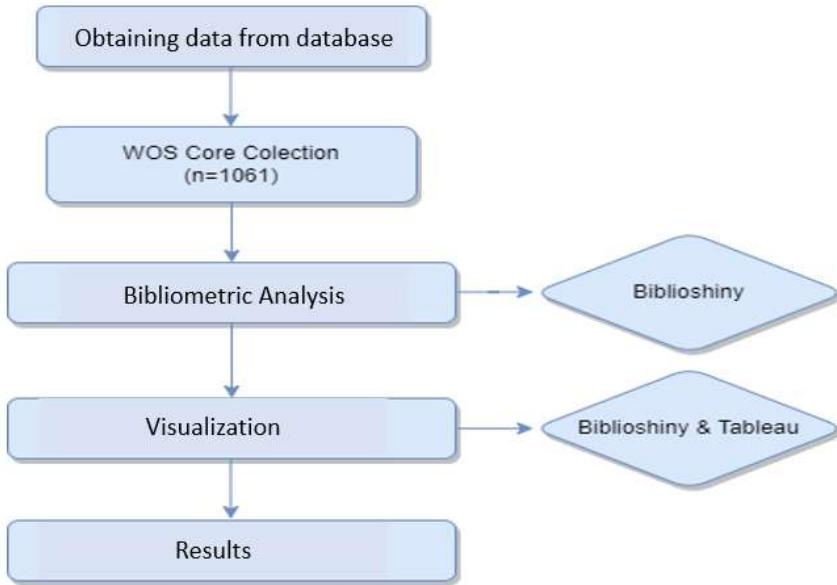 Obtaining data from database
WOS Core Colection
(n=1061)
Bibliometric Analysis
Biblioshiny
Visualization
Biblioshiny & Tableau
Results